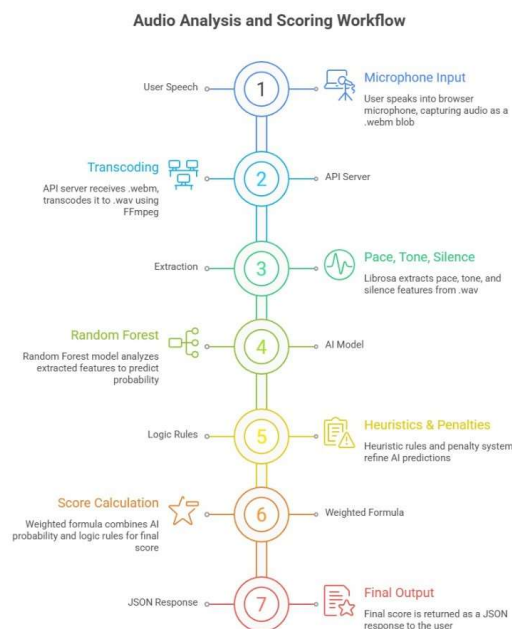 Audio Analysis and Scoring Workflow
User Speech
1
Microphone Input
User speaks into browser
microphone, capturing audio as a
.webm blob
Transcoding
API server receives .webm,
transcodes it to .wav using
FFmpeg
2
API Server
Extraction
3
Pace, Tone, Silence
Librosa extracts pace, tone, and
silence features from .wav
Random Forest
Random Forest model analyzes
extracted features to predict
probability
4
AI Model
Logic Rules
5
Heuristics & Penalties
Heuristic rules and penalty system
refine AI predictions
Score Calculation
Weighted formula combines AI
probability and logic rules for final
score
6
Weighted Formula
JSON Response
7
Final Output
Final score is returned as a JSON
response to the user